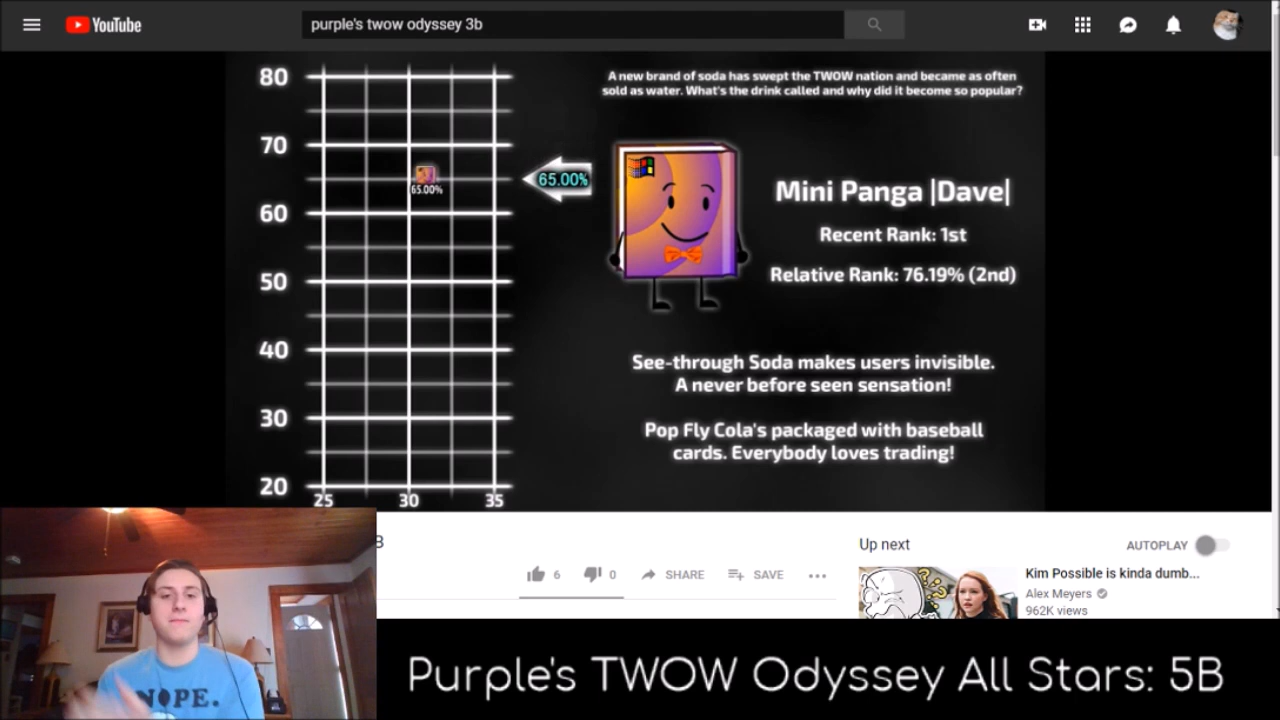 YouTube
purple's twow odyssey 3b
80
70
60
50
40
30
20
25
30
35
65.00%
65.00%
A new brand of soda has swept the TWOW nation and became as often
sold as water. What's the drink called and why did it become so popular?
Mini Panga |Dave|
Recent Rank: 1st
Relative Rank: 76.19% (2nd)
See-through Soda makes users invisible.
A never before seen sensation!
Pop Fly Cola's packaged with baseball
cards. Everybody loves trading!
B
6
0
SHARE
SAVE
Up next
AUTOPLAY
Kim Possible is kinda dumb...
Alex Meyers
962K views
NOPE.
Purple's TWOW Odyssey All Stars: 5B